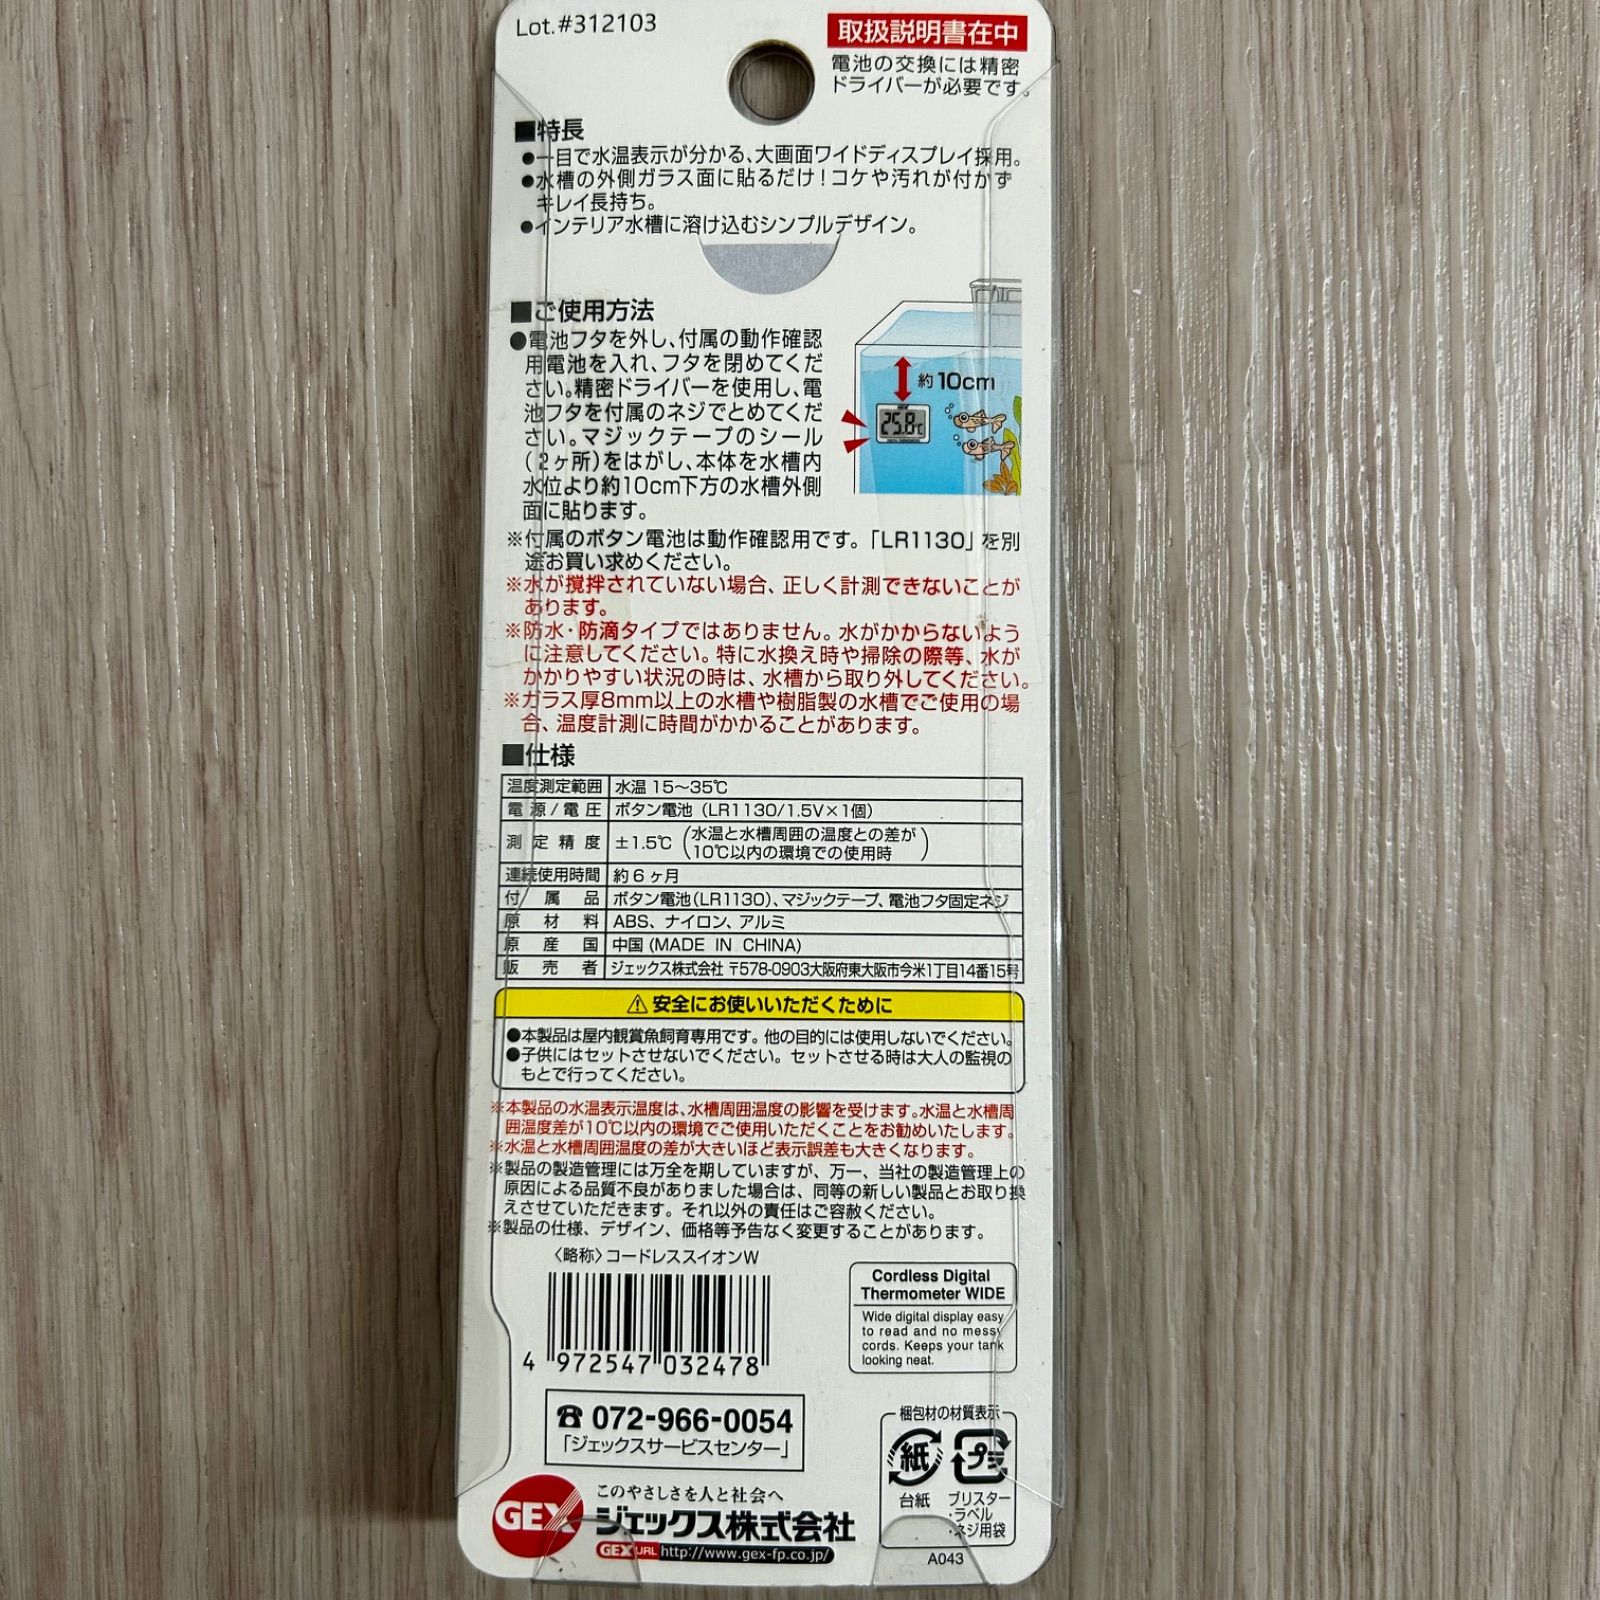 Lot.#312103
取扱説明書在中
電池の交換には精密
ドライバーが必要です。
■特長
●一目で水温表示が分かる、大画面ワイドディスプレイ採用。
●水槽の外側ガラス面に貼るだけ！コケや汚れが付かず
キレイ長持ち。
●インテリア水槽に溶け込むシンプルデザイン。
■ご使用方法
●電池フタを外し、付属の動作確認
用電池を入れ、フタを閉めてくだ
さい。精密ドライバーを使用し、電
池フタを付属のネジでとめてくだ
さい。マジックテープのシール
(2ヶ所)をはがし、本体を水槽内
水位より約10cm下方の水槽外側
面に貼ります。
約10cm
25.8℃
※付属のボタン電池は動作確認用です。「LR1130」を別
途お買い求めください。
※水が撹拌されていない場合、正しく計測できないことが
あります。
※防水・防滴タイプではありません。水がかからないよう
に注意してください。特に水換え時や掃除の際等、水が
かかりやすい状況の時は、水槽から取り外してください。
※ガラス厚8mm以上の水槽や樹脂製の水槽でご使用の場
合、温度計測に時間がかかることがあります。
■仕様
温度測定範囲 水温 15～35℃
電源/電圧 ボタン電池（LR1130/1.5V×1個）
測定精度 ±1.5℃（水温と水槽周囲の温度との差が
10℃以内の環境での使用時）
連続使用時間 約6ヶ月
付属品 ボタン電池(LR1130)、マジックテープ、電池フタ固定ネジ
原材料 ABS、ナイロン、アルミ
原産国 中国(MADE IN CHINA)
販売者 ジェックス株式会社 〒578-0903大阪府東大阪市今米1丁目14番15号
⚠安全にお使いいただくために
●本製品は屋内観賞魚飼育専用です。他の目的には使用しないでください。
●子供にはセットさせないでください。セットさせる時は大人の監視の
もとで行ってください。
※本製品の水温表示温度は、水槽周囲温度の影響を受けます。水温と水槽周
囲温度差が10℃以内の環境でご使用いただくことをお勧めいたします。
※水温と水槽周囲温度の差が大きいほど表示誤差も大きくなります。
※製品の製造管理には万全を期していますが、万一、当社の製造管理上の
原因による品質不良がありました場合は、同等の新しい製品とお取り換
えさせていただきます。それ以外の責任はご容赦ください。
※製品の仕様、デザイン、価格等予告なく変更することがあります。
〈略称〉コードレススイオンW
4 972547 032478
Cordless Digital
Thermometer WIDE
Wide digital display easy
to read and no messy
cords. Keeps your tank
looking neat.
☎072-966-0054
「ジェックスサービスセンター」
梱包材の材質表示
紙 プラ
台紙 ブリスター
・ラベル
・ネジ用袋
GEX
このやさしさを人と社会へ
ジェックス株式会社
GEX URL http://www.gex-fp.co.jp/
A043